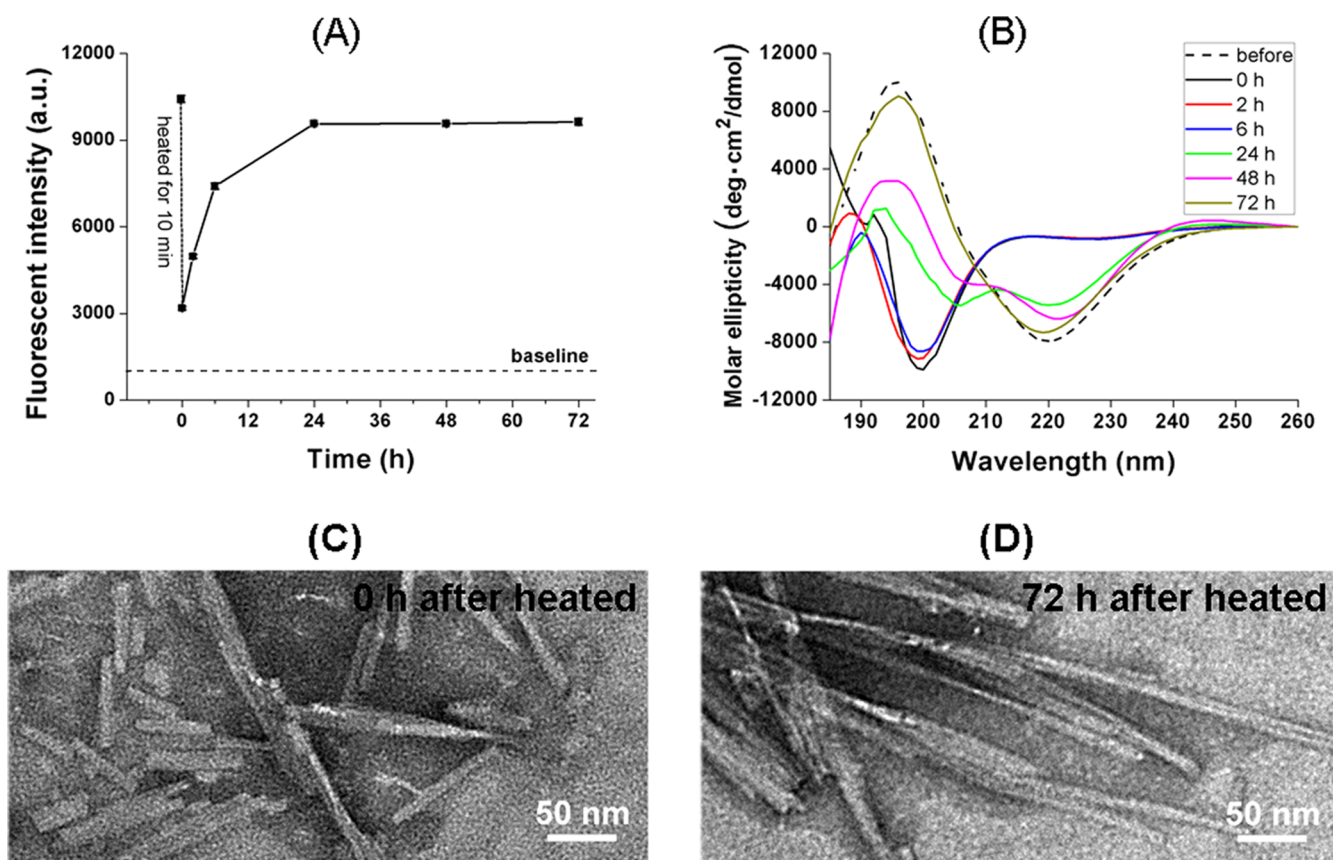 (A)
12000
9000
6000
3000
0
Fluorescent intensity (a.u.)
heated for 10 min
baseline
0 12 24 36 48 60 72
Time (h)
(B)
12000
8000
4000
0
-4000
-8000
-12000
Molar ellipticity (deg·cm²/dmol)
before
0 h
2 h
6 h
24 h
48 h
72 h
190 200 210 220 230 240 250 260
Wavelength (nm)
(C)
0 h after heated
50 nm
(D)
72 h after heated
50 nm